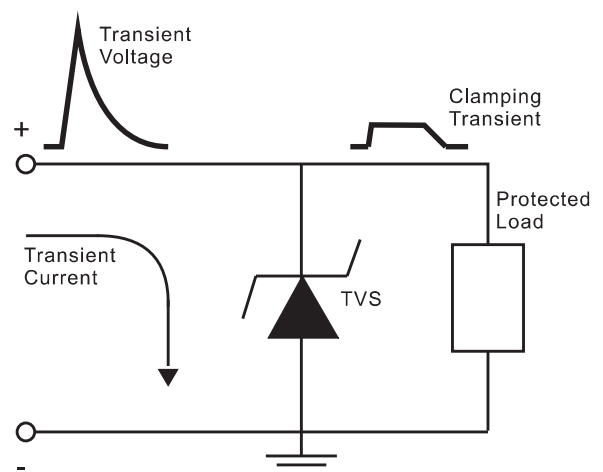 Transient
Voltage
Clamping
Transient
+
Protected
Load
Transient
Current
TVS
-